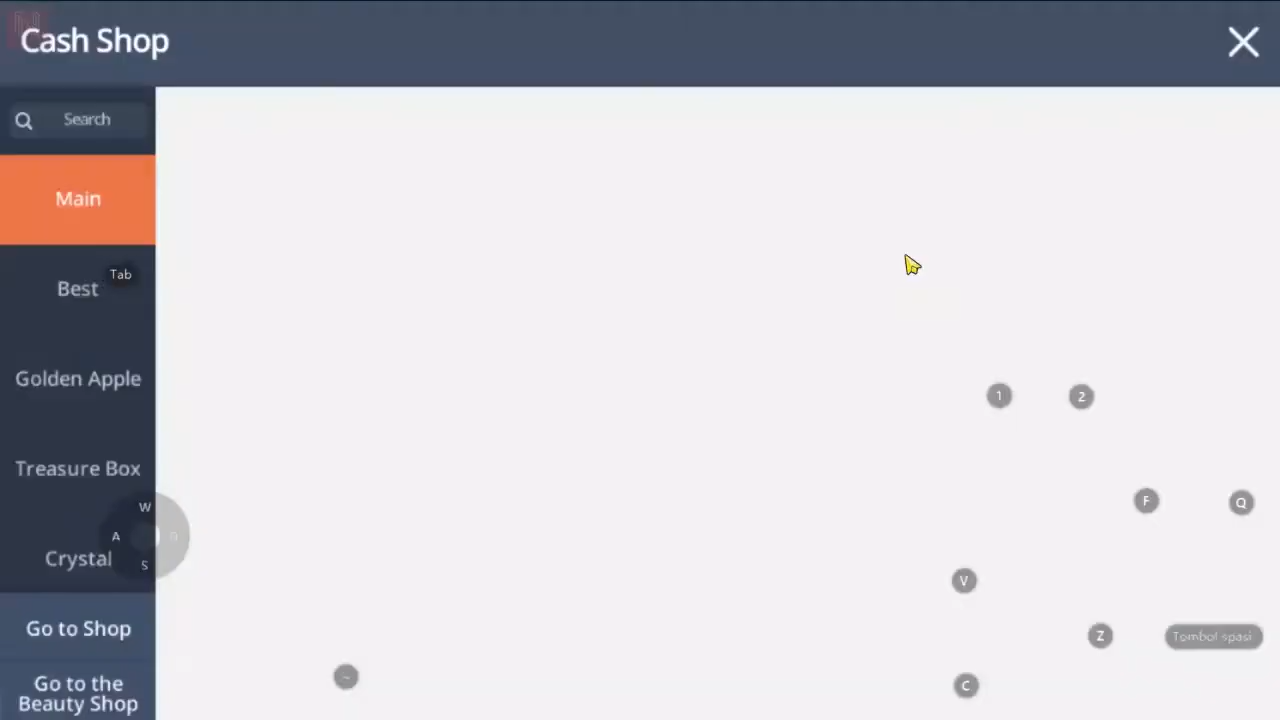 Cash Shop
Search
Main
Tab
Best
Golden Apple
1
2
Treasure Box
F
Q
W
A
D
S
Crystal
V
Go to Shop
Z
Tombol spasi
~
C
Go to the
Beauty Shop